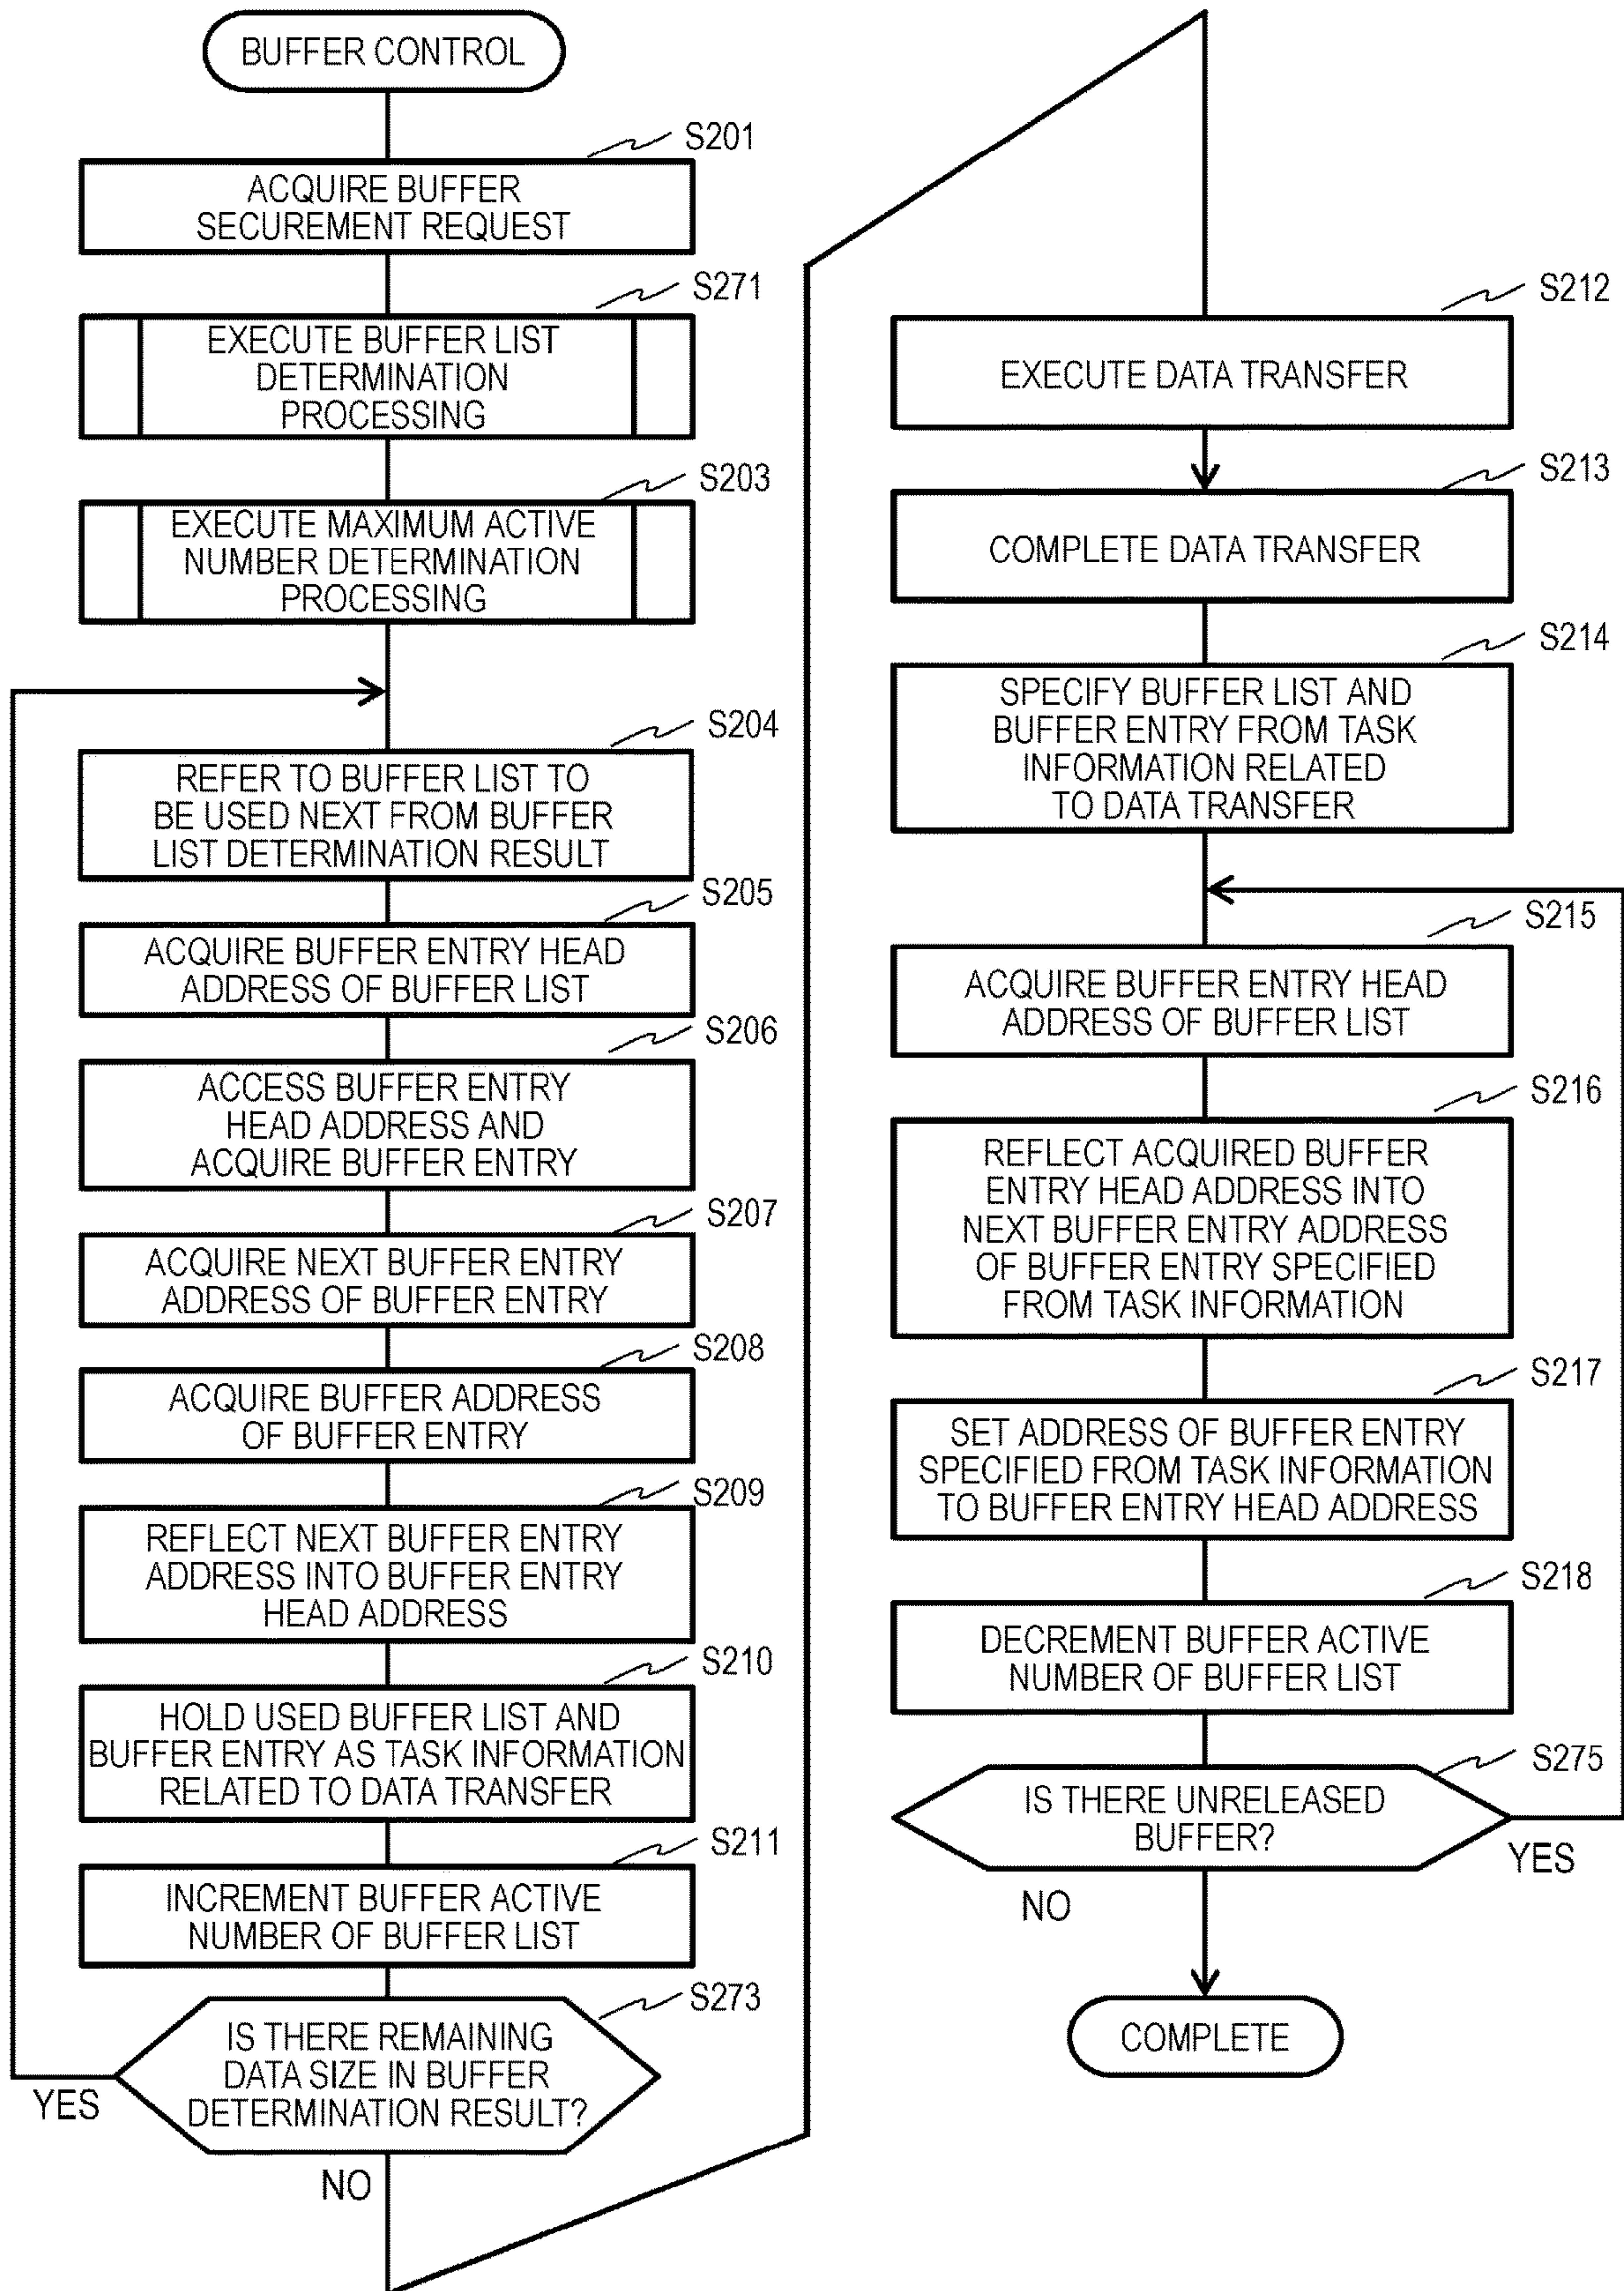 BUFFER CONTROL
S201
ACQUIRE BUFFER
SECUREMENT REQUEST
S271
EXECUTE BUFFER LIST
DETERMINATION
PROCESSING
S203
EXECUTE MAXIMUM ACTIVE
NUMBER DETERMINATION
PROCESSING
S204
REFER TO BUFFER LIST TO
BE USED NEXT FROM BUFFER
LIST DETERMINATION RESULT
S205
ACQUIRE BUFFER ENTRY HEAD
ADDRESS OF BUFFER LIST
S206
ACCESS BUFFER ENTRY
HEAD ADDRESS AND
ACQUIRE BUFFER ENTRY
S207
ACQUIRE NEXT BUFFER ENTRY
ADDRESS OF BUFFER ENTRY
S208
ACQUIRE BUFFER ADDRESS
OF BUFFER ENTRY
S209
REFLECT NEXT BUFFER ENTRY
ADDRESS INTO BUFFER ENTRY
HEAD ADDRESS
S210
HOLD USED BUFFER LIST AND
BUFFER ENTRY AS TASK INFORMATION
RELATED TO DATA TRANSFER
S211
INCREMENT BUFFER ACTIVE
NUMBER OF BUFFER LIST
S273
IS THERE REMAINING
DATA SIZE IN BUFFER
DETERMINATION RESULT?
YES
NO
S212
EXECUTE DATA TRANSFER
S213
COMPLETE DATA TRANSFER
S214
SPECIFY BUFFER LIST AND
BUFFER ENTRY FROM TASK
INFORMATION RELATED
TO DATA TRANSFER
S215
ACQUIRE BUFFER ENTRY HEAD
ADDRESS OF BUFFER LIST
S216
REFLECT ACQUIRED BUFFER
ENTRY HEAD ADDRESS INTO
NEXT BUFFER ENTRY ADDRESS
OF BUFFER ENTRY SPECIFIED
FROM TASK INFORMATION
S217
SET ADDRESS OF BUFFER ENTRY
SPECIFIED FROM TASK INFORMATION
TO BUFFER ENTRY HEAD ADDRESS
S218
DECREMENT BUFFER ACTIVE
NUMBER OF BUFFER LIST
S275
IS THERE UNRELEASED
BUFFER?
YES
NO
COMPLETE